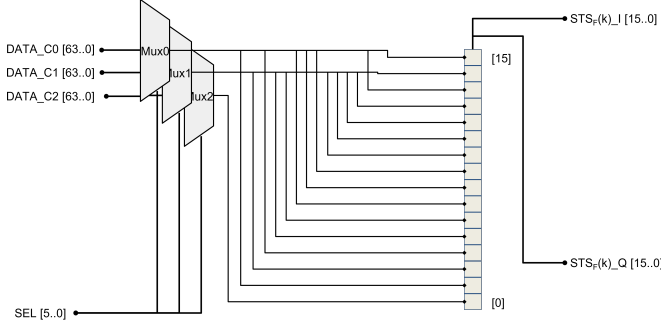 STS_F(k)_I [15..0]
DATA_C0 [63..0]
Mux0
[15]
DATA_C1 [63..0]
Mux1
DATA_C2 [63..0]
Mux2
STS_F(k)_Q [15..0]
SEL [5..0]
[0]